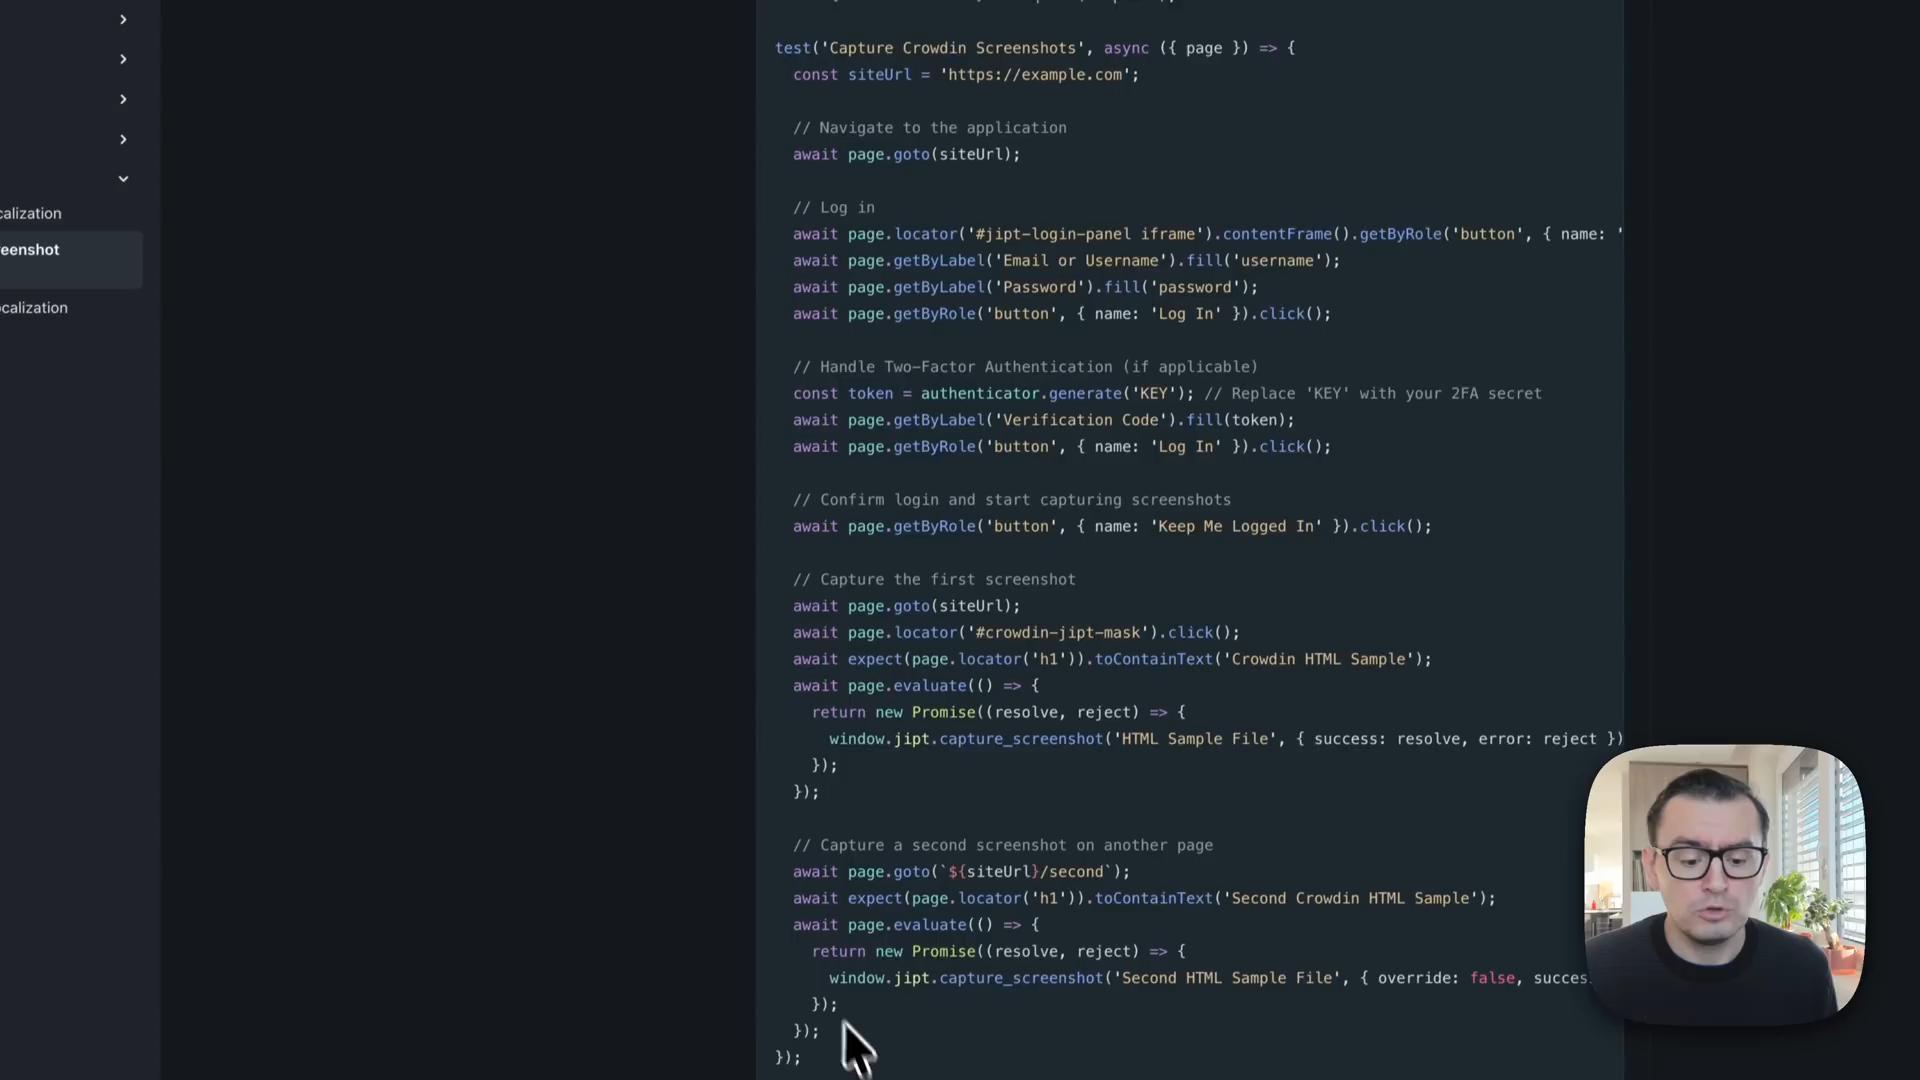 test('Capture Crowdin Screenshots', async ({ page }) => {
const siteUrl = 'https://example.com';
// Navigate to the application
await page.goto(siteUrl);
// Log in
await page.locator('#jipt-login-panel iframe').contentFrame().getByRole('button', { name: '
await page.getByLabel('Email or Username').fill('username');
await page.getByLabel('Password').fill('password');
await page.getByRole('button', { name: 'Log In' }).click();
// Handle Two-Factor Authentication (if applicable)
const token = authenticator.generate('KEY'); // Replace 'KEY' with your 2FA secret
await page.getByLabel('Verification Code').fill(token);
await page.getByRole('button', { name: 'Log In' }).click();
// Confirm login and start capturing screenshots
await page.getByRole('button', { name: 'Keep Me Logged In' }).click();
// Capture the first screenshot
await page.goto(siteUrl);
await page.locator('#crowdin-jipt-mask').click();
await expect(page.locator('h1')).toContainText('Crowdin HTML Sample');
await page.evaluate(() => {
return new Promise((resolve, reject) => {
window.jipt.capture_screenshot('HTML Sample File', { success: resolve, error: reject })
});
});
// Capture a second screenshot on another page
await page.goto(`${siteUrl}/second`);
await expect(page.locator('h1')).toContainText('Second Crowdin HTML Sample');
await page.evaluate(() => {
return new Promise((resolve, reject) => {
window.jipt.capture_screenshot('Second HTML Sample File', { override: false, succes
});
});
});
calization
eenshot
ocalization